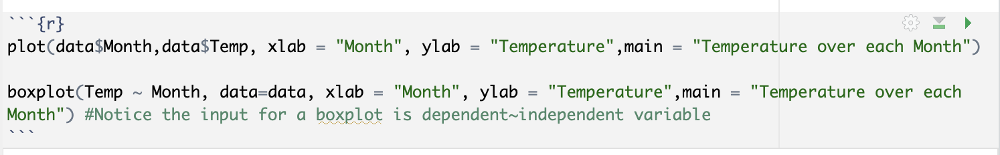 ```{r}
plot(data$Month,data$Temp, xlab = "Month", ylab = "Temperature",main = "Temperature over each Month")
boxplot(Temp ~ Month, data=data, xlab = "Month", ylab = "Temperature",main = "Temperature over each
Month") #Notice the input for a boxplot is dependent~independent variable
```